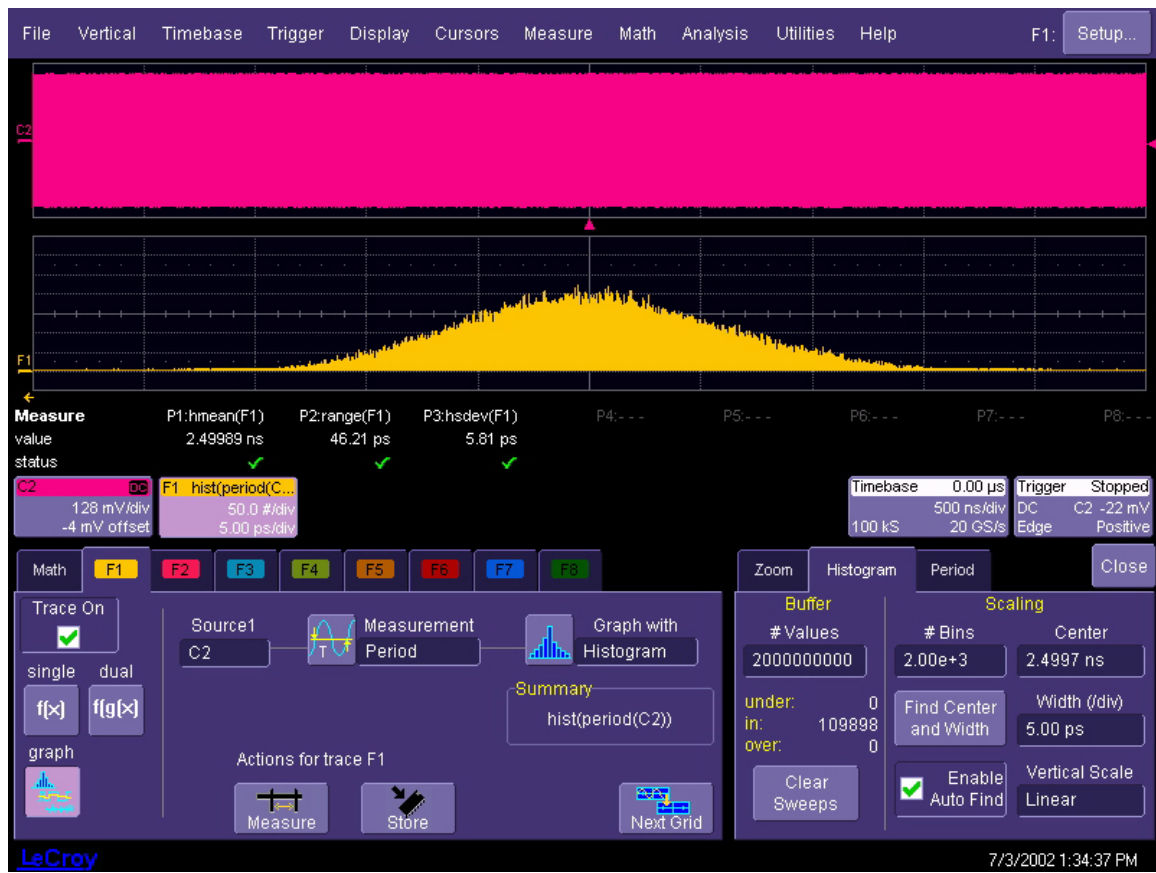 File Vertical Timebase Trigger Display Cursors Measure Math Analysis Utilities Help F1: Setup...
C2
F1
Measure P1:hmean(F1) P2:range(F1) P3:hsdev(F1) P4:- - - P5:- - - P6:- - - P7:- - - P8:- - -
value 2.49989 ns 46.21 ps 5.81 ps
status
C2 DC F1 hist(period(C... Timebase 0.00 µs Trigger Stopped
128 mV/div 50.0 #/div 500 ns/div DC C2 -22 mV
-4 mV offset 5.00 ps/div 100 kS 20 GS/s Edge Positive
Math F1 F2 F3 F4 F5 F6 F7 F8 Zoom Histogram Period Close
Trace On
Source1 Measurement Graph with
C2 T Period Histogram
single dual
f(x) f(g(x)
Summary
hist(period(C2))
graph
Actions for trace F1
Measure Store Next Grid
Buffer Scaling
# Values # Bins Center
2000000000 2.00e+3 2.4997 ns
under: 0 Find Center and Width Width (/div)
in: 109898 5.00 ps
over: 0
Clear Sweeps Enable Auto Find Vertical Scale
Linear
LeCroy 7/3/2002 1:34:37 PM